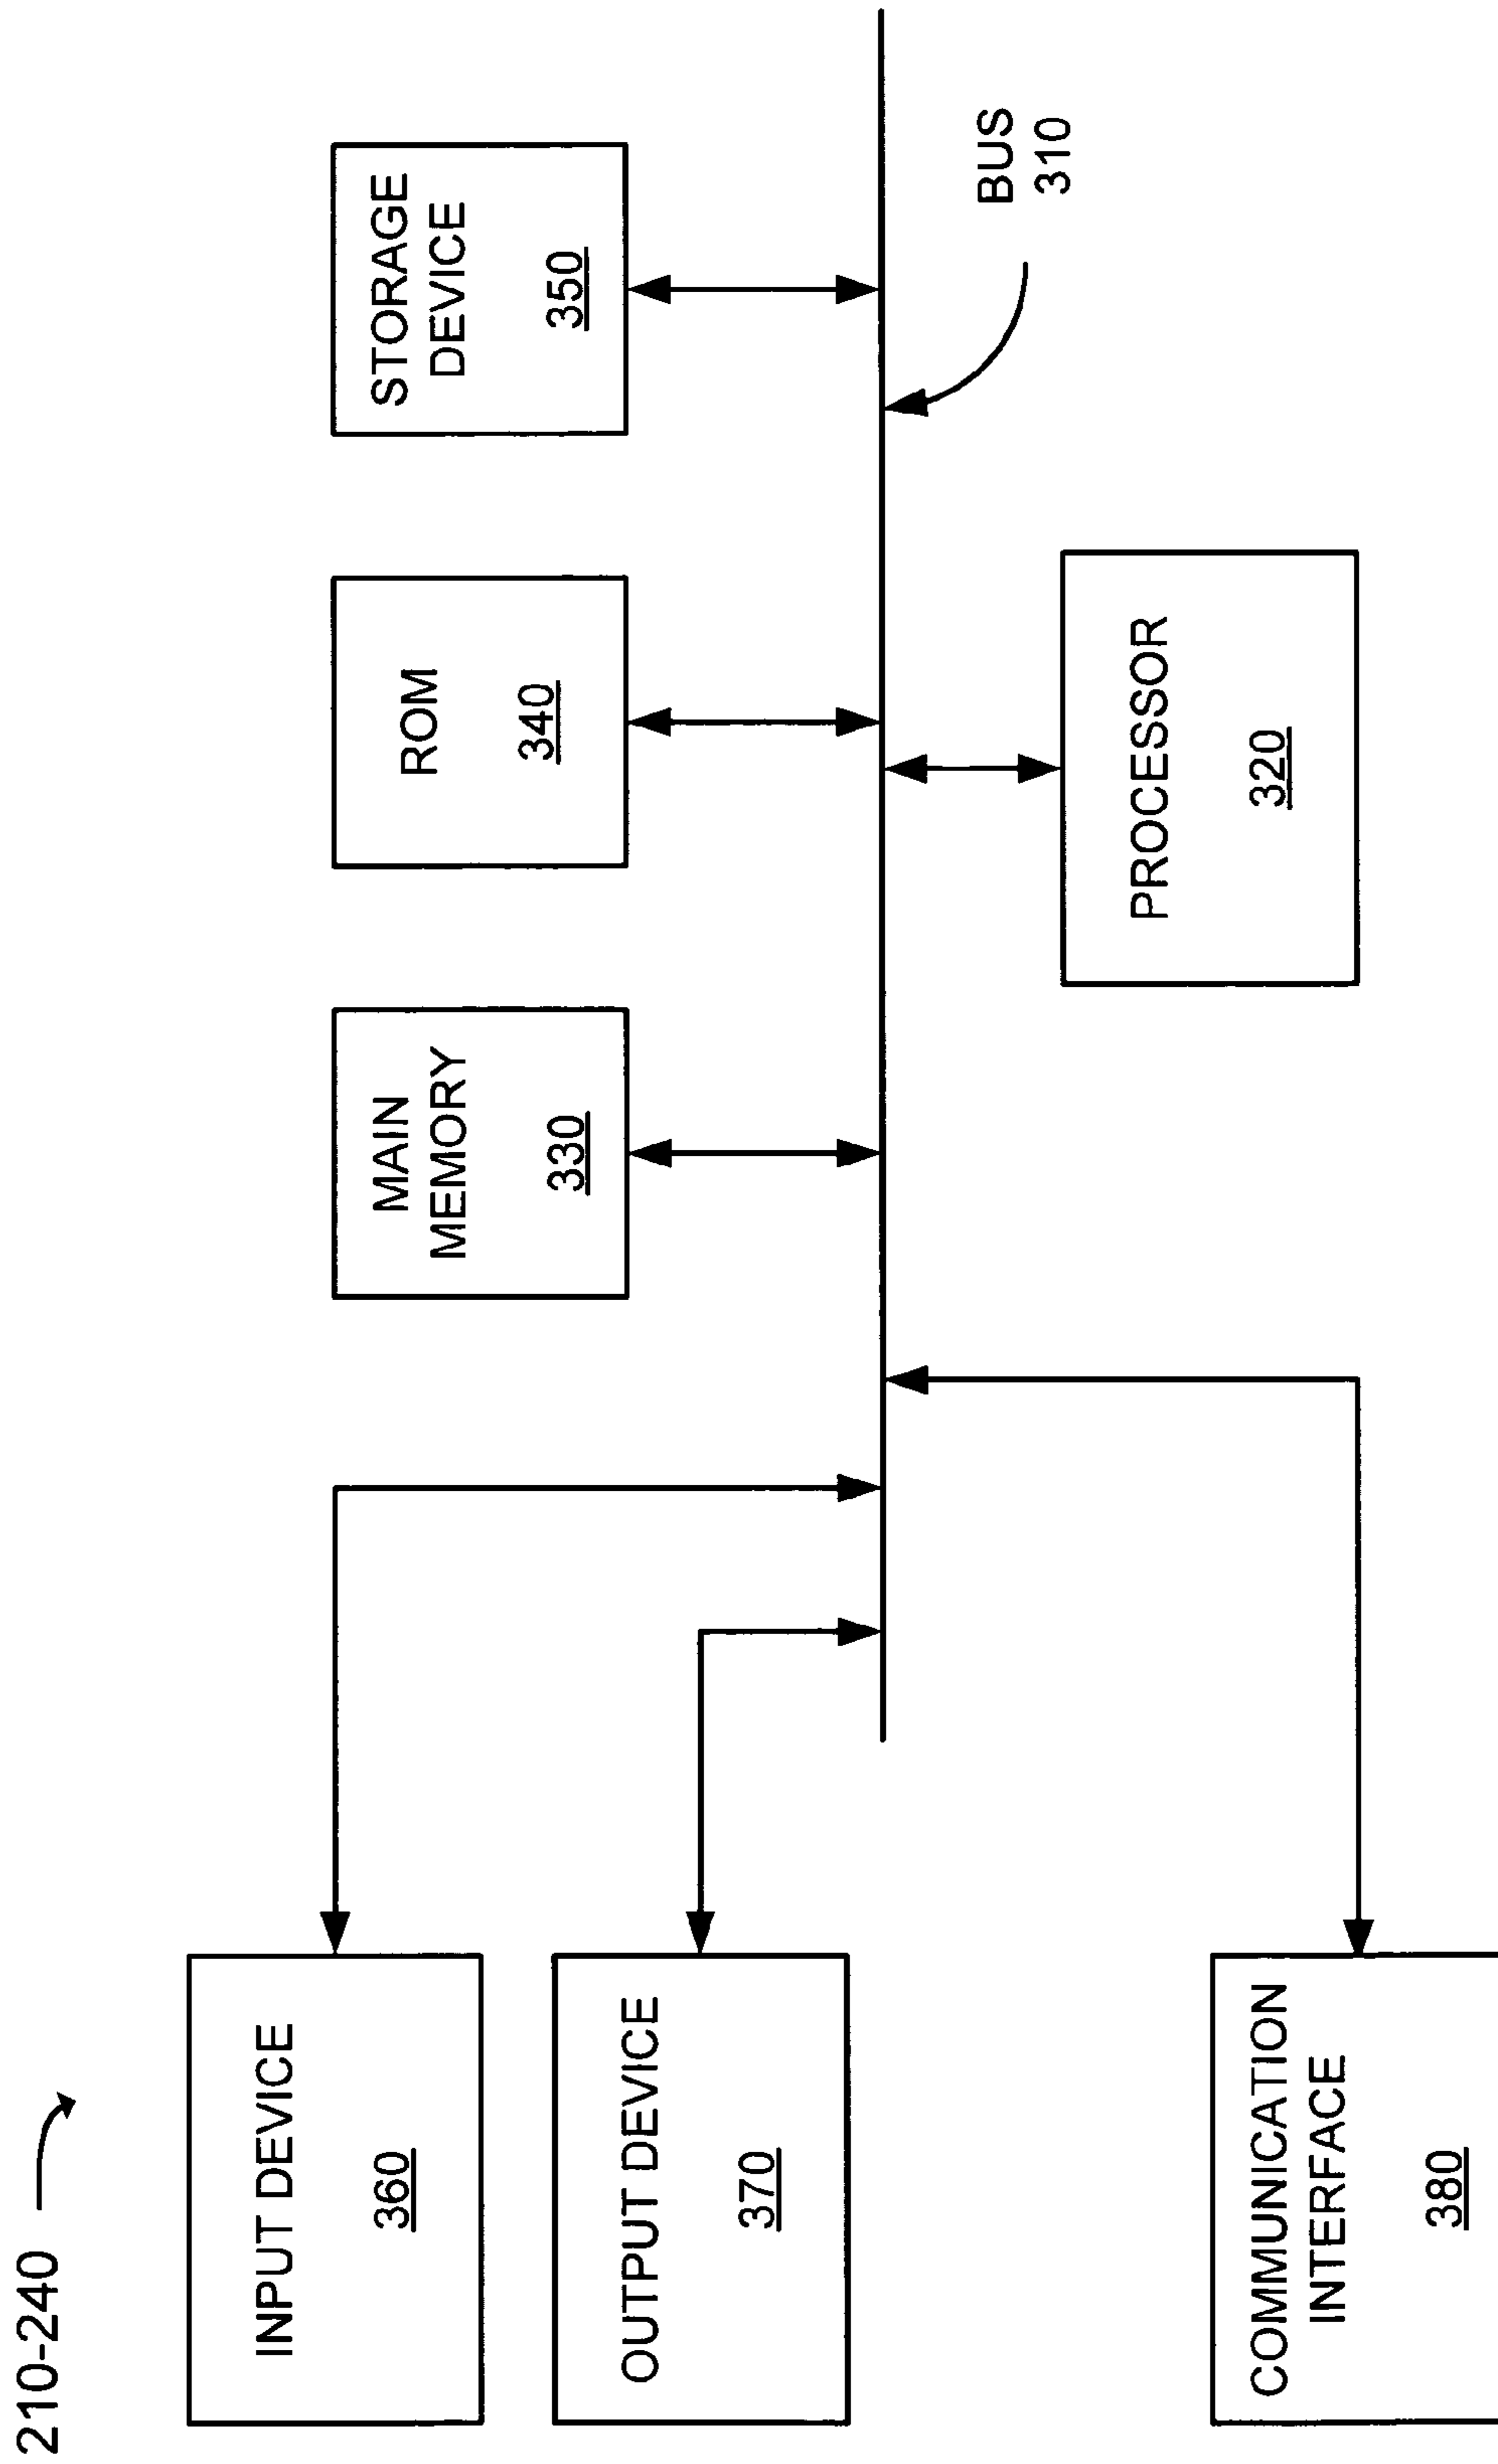 210-240
INPUT DEVICE
360
OUTPUT DEVICE
370
COMMUNICATION
INTERFACE
380
MAIN
MEMORY
330
ROM
340
STORAGE
DEVICE
350
PROCESSOR
320
BUS
310